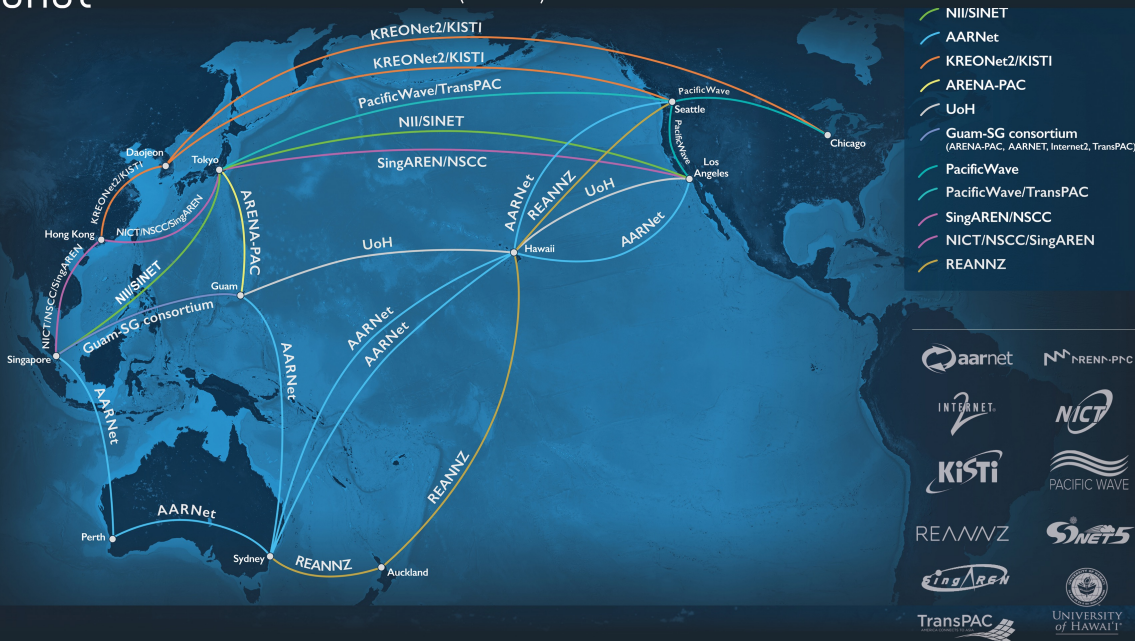 KREONet2/KISTI
KREONet2/KISTI
PacificWave/TransPAC
NII/SINET
SingAREN/NSCC
PacificWave
Seattle
PacificWave
Chicago
Los
Angeles
Daejeon
Tokyo
KREONet2/KISTI
NICT/NSCC/SingAREN
Hong Kong
ARENA-PAC
AARNet
REANNZ
UoH
AARNet
UoH
Hawaii
NICT/NSCC/SingAREN
NII/SINET
Guam
Guam-SG consortium
Singapore
AARNet
AARNet
AARNet
AARNet
REANNZ
AARNet
Perth
Sydney
REANNZ
Auckland
NII/SINET
AARNet
KREONet2/KISTI
ARENA-PAC
UoH
Guam-SG consortium
(ARENA-PAC, AARNET, Internet2, TransPAC)
PacificWave
PacificWave/TransPAC
SingAREN/NSCC
NICT/NSCC/SingAREN
REANNZ
aarnet
ARENA-PAC
INTERNET
2
NICT
KiSTi
PACIFIC WAVE
REANNZ
SINET5
SingAREN
TransPAC
UNIVERSITY
of HAWAI'I